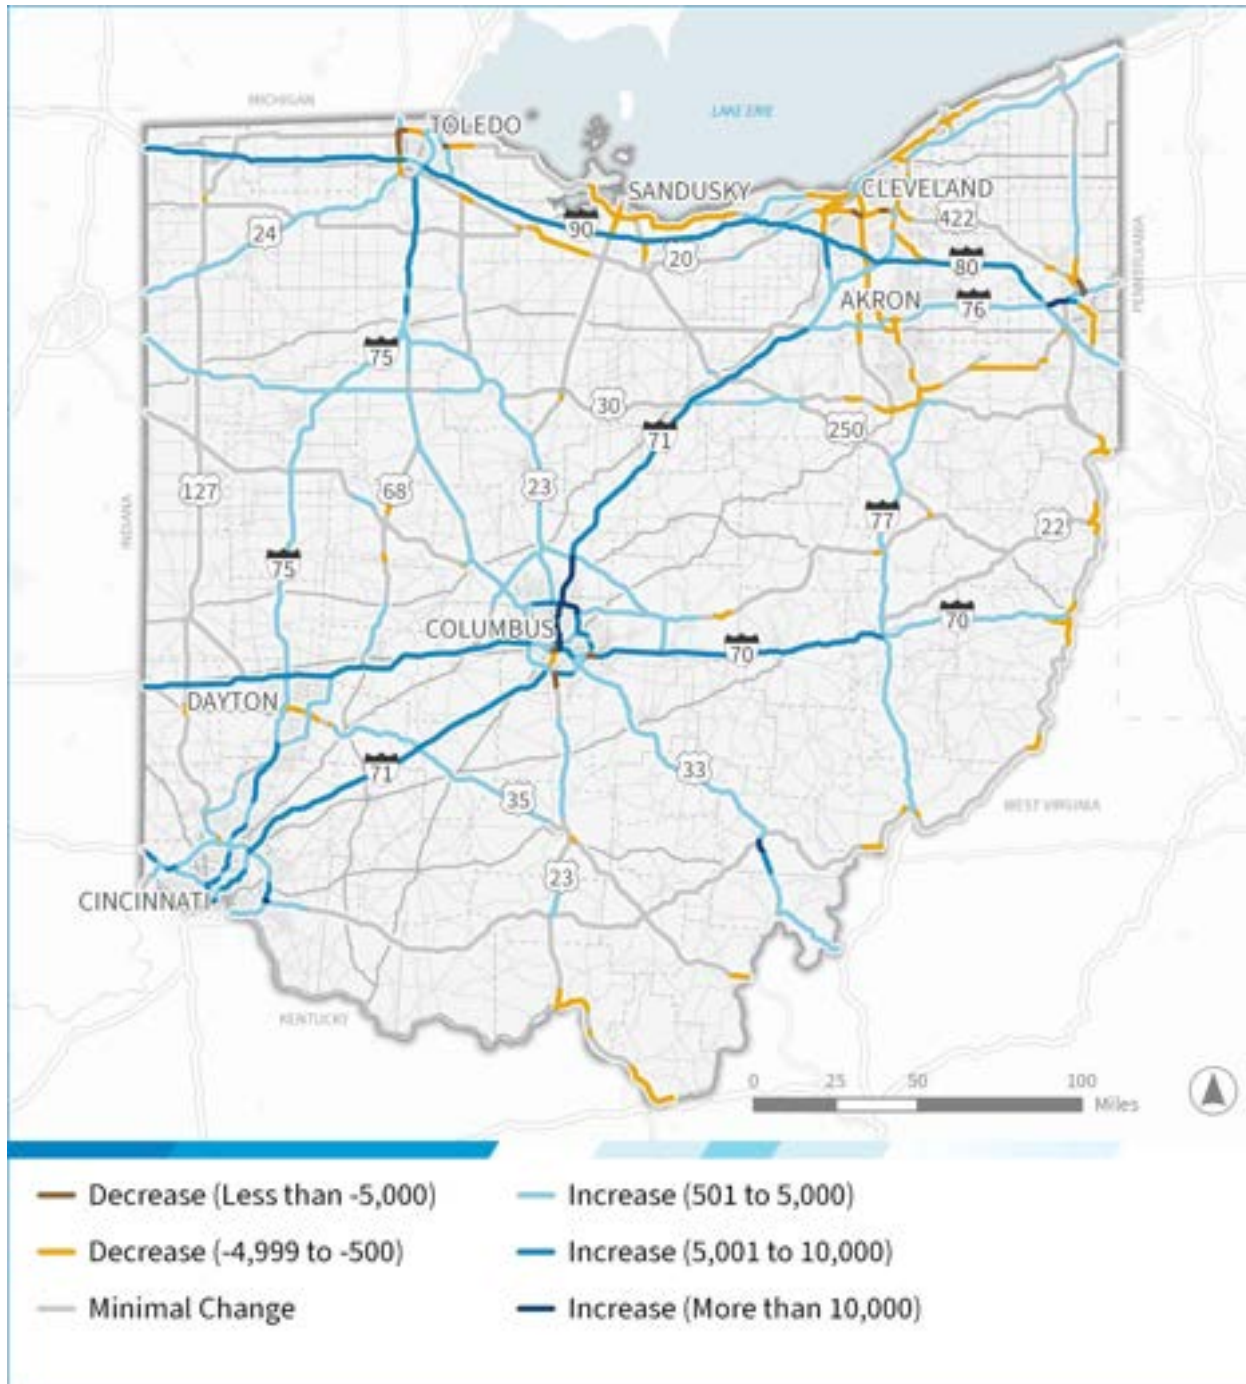 MICHIGAN
TOLEDO
LAKE ERIE
SANDUSKY
CLEVELAND
422
90
24
20
80
PENNSYLVANIA
AKRON
76
75
30
71
250
127
68
23
77
22
INDIANA
75
COLUMBUS
70
70
DAYTON
71
33
35
WEST VIRGINIA
23
CINCINNATI
KENTUCKY
0 25 50 100
Miles
Decrease (Less than -5,000)
Decrease (-4,999 to -500)
Minimal Change
Increase (501 to 5,000)
Increase (5,001 to 10,000)
Increase (More than 10,000)